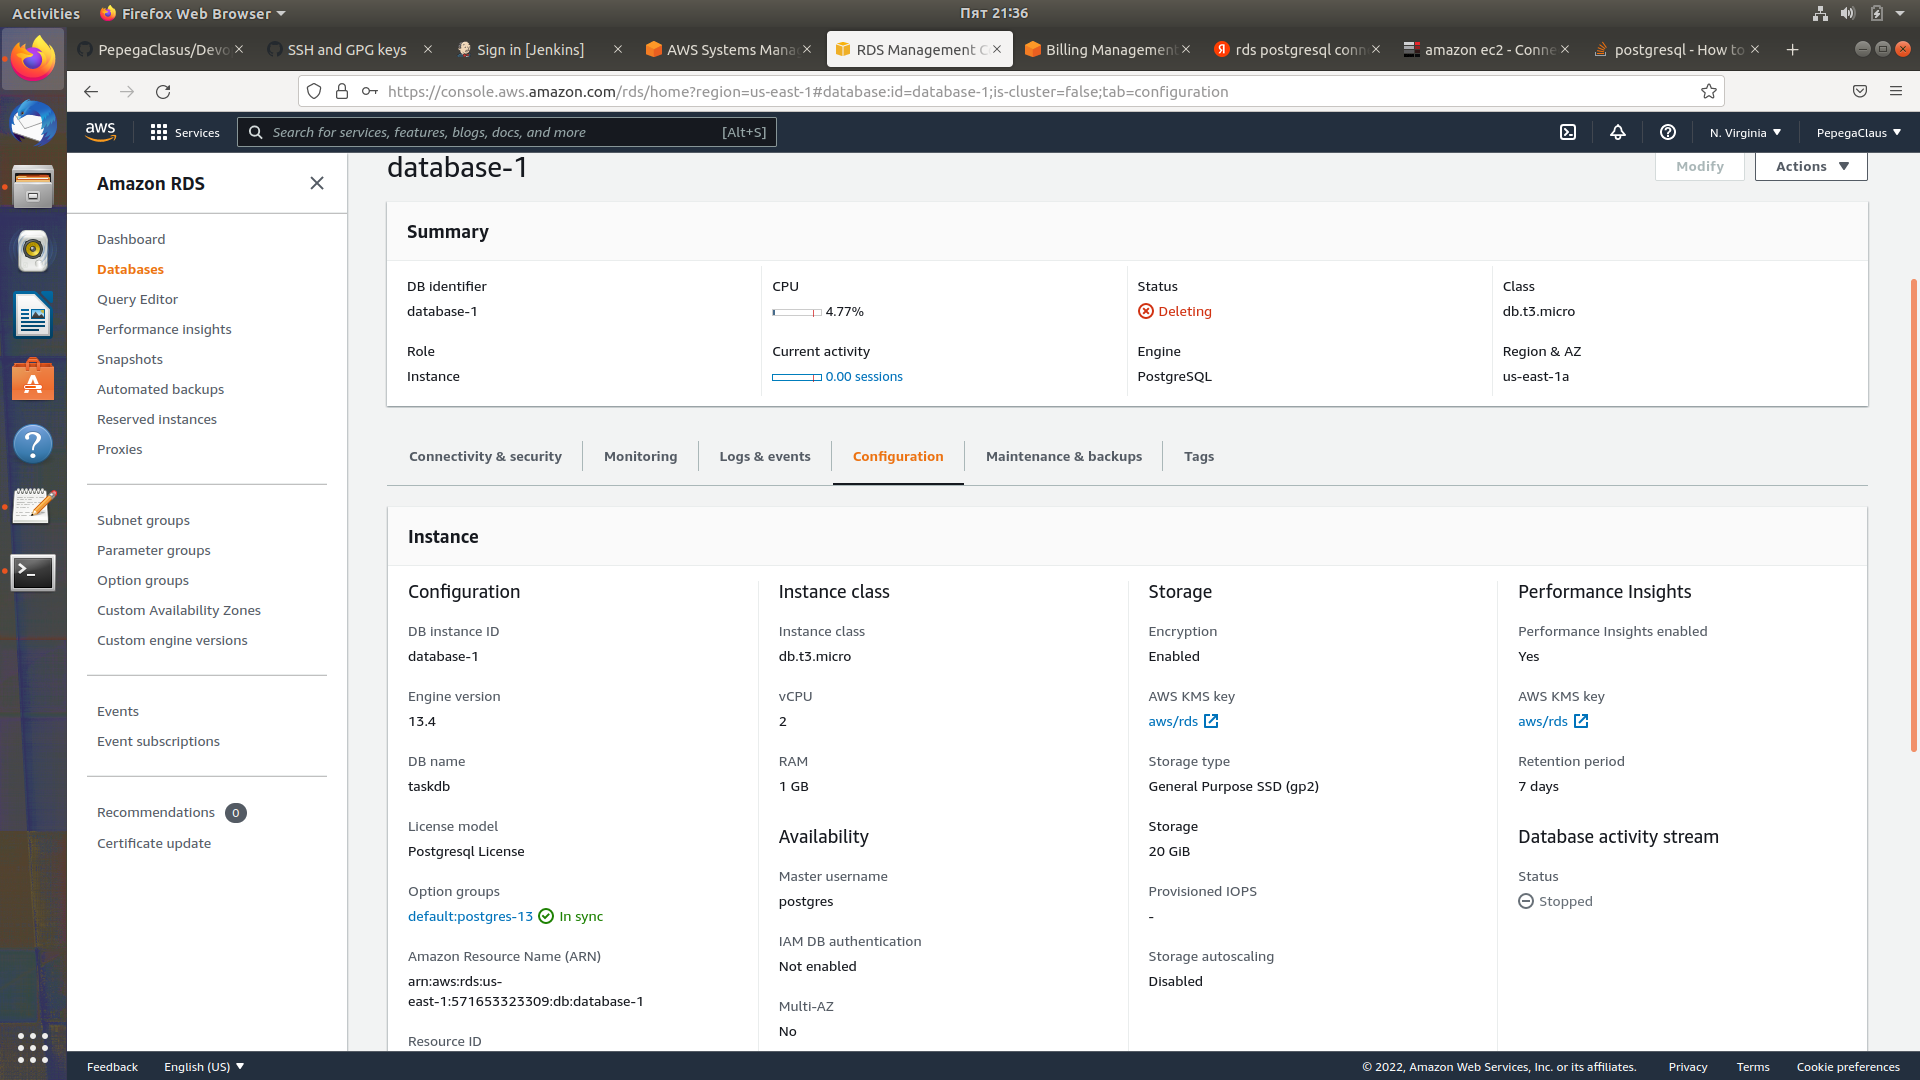 Activities
Firefox Web Browser
Пят 21:36
PepegaClasus/Devo
SSH and GPG keys
Sign in [Jenkins]
AWS Systems Mana
RDS Management C
Billing Management
rds postgresql conn
amazon ec2 - Conne
postgresql - How to
https://console.aws.amazon.com/rds/home?region=us-east-1#database:id=database-1;is-cluster=false;tab=configuration
aws
Services
Search for services, features, blogs, docs, and more
[Alt+S]
N. Virginia
PepegaClaus
Amazon RDS
Dashboard
Databases
Query Editor
Performance insights
Snapshots
Automated backups
Reserved instances
Proxies
Subnet groups
Parameter groups
Option groups
Custom Availability Zones
Custom engine versions
Events
Event subscriptions
Recommendations 0
Certificate update
database-1
Modify
Actions
Summary
DB identifier
database-1
CPU
4.77%
Status
Deleting
Class
db.t3.micro
Role
Instance
Current activity
0.00 sessions
Engine
PostgreSQL
Region & AZ
us-east-1a
Connectivity & security
Monitoring
Logs & events
Configuration
Maintenance & backups
Tags
Instance
Configuration
DB instance ID
database-1
Engine version
13.4
DB name
taskdb
License model
Postgresql License
Option groups
default:postgres-13 In sync
Amazon Resource Name (ARN)
arn:aws:rds:us-
east-1:571653323309:db:database-1
Resource ID
Instance class
Instance class
db.t3.micro
vCPU
2
RAM
1 GB
Availability
Master username
postgres
IAM DB authentication
Not enabled
Multi-AZ
No
Storage
Encryption
Enabled
AWS KMS key
aws/rds
Storage type
General Purpose SSD (gp2)
Storage
20 GiB
Provisioned IOPS
-
Storage autoscaling
Disabled
Performance Insights
Performance Insights enabled
Yes
AWS KMS key
aws/rds
Retention period
7 days
Database activity stream
Status
Stopped
Feedback
English (US)
© 2022, Amazon Web Services, Inc. or its affiliates.
Privacy
Terms
Cookie preferences